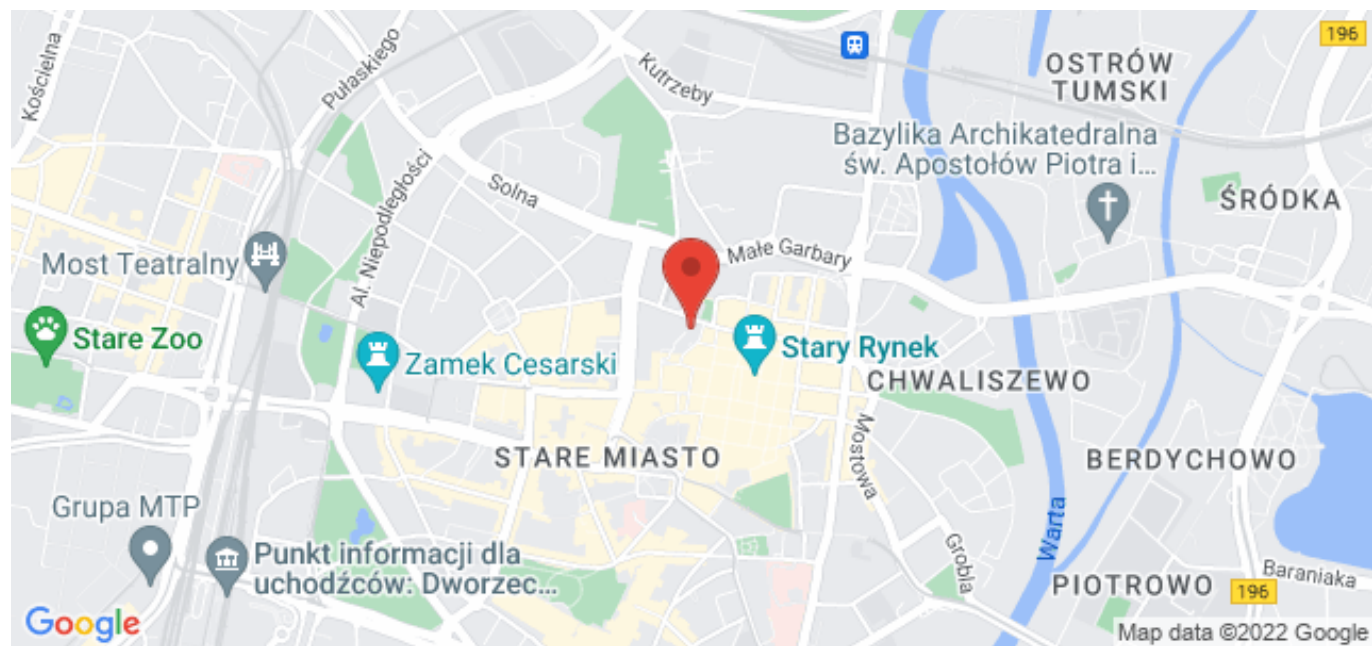 Kościelna
Pułaskiego
Kutrzeby
196
OSTRÓW
TUMSKI
Bazylika Archikatedralna
św. Apostołów Piotra i...
ŚRÓDKA
Solna
Al. Niepodległości
Małe Garbary
Most Teatralny
Stare Zoo
Zamek Cesarski
Stary Rynek
CHWALISZEWO
STARE MIASTO
Mostowa
BERDYCHOWO
Grupa MTP
Warta
Punkt informacji dla
uchodźców: Dworzec...
Grobla
PIOTROWO
196
Baraniaka
Google
Map data ©2022 Google